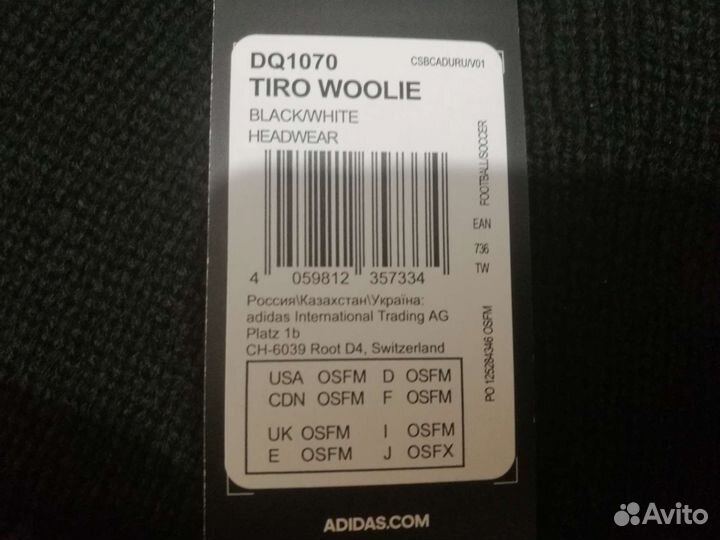 DQ1070
CSBCADURU/V01
TIRO WOOLIE
BLACK/WHITE
HEADWEAR
FOOTBALL/SOCCER
EAN
736
TW
PO 125284346 OSFM
4 059812 357334
Россия\Казахстан\Україна:
adidas International Trading AG
Platz 1b
CH-6039 Root D4, Switzerland
USA OSFM D OSFM
CDN OSFM F OSFM
UK OSFM I OSFM
E OSFM J OSFX
ADIDAS.COM
Avito